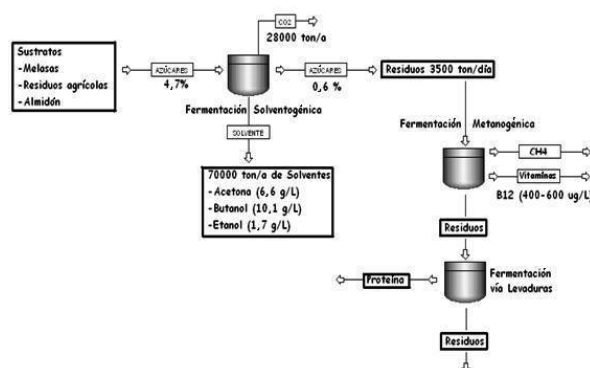 CO2
28000 ton/a
Sustratos
-Melasas
-Residuos agrícolas
-Almidón
AZÚCARES
4,7%
AZÚCARES
0,6 %
Residuos 3500 ton/día
Fermentación Solventogénica
SOLVENTE
70000 ton/a de Solventes
-Acetona (6,6 g/L)
-Butanol (10,1 g/L)
-Etanol (1,7 g/L)
Fermentación Metanogénica
CH4
Vitaminas
B12 (400-600 ug/L)
Residuos
Proteína
Fermentación
vía Levaduras
Residuos